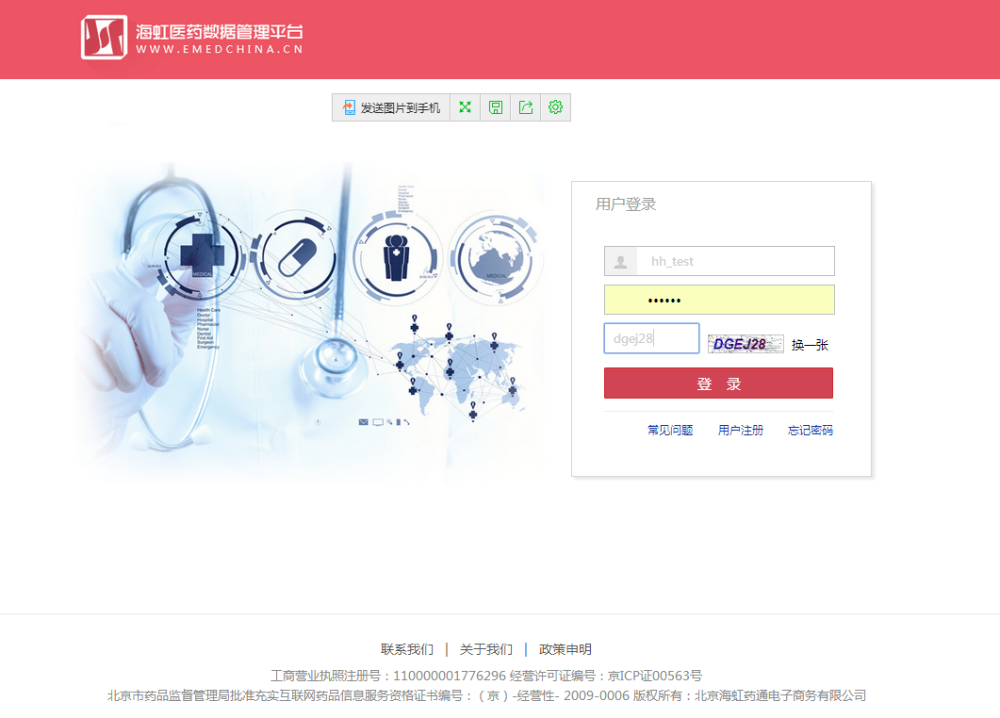 海虹医药数据管理平台
WWW.EMEDCHINA.CN
发送图片到手机
用户登录
hh_test
••••••
dgej28
DGEJ28
换一张
登 录
常见问题 用户注册 忘记密码
Health Care
Doctor
Hospital
Pharmacist
Nurse
Dentist
First Aid
Surgeon
Emergency
MEDICAL
MEDICAL
联系我们 | 关于我们 | 政策申明
工商营业执照注册号：110000001776296 经营许可证编号：京ICP证00563号
北京市药品监督管理局批准充实互联网药品信息服务资格证书编号：（京）-经营性- 2009-0006 版权所有：北京海虹药通电子商务有限公司